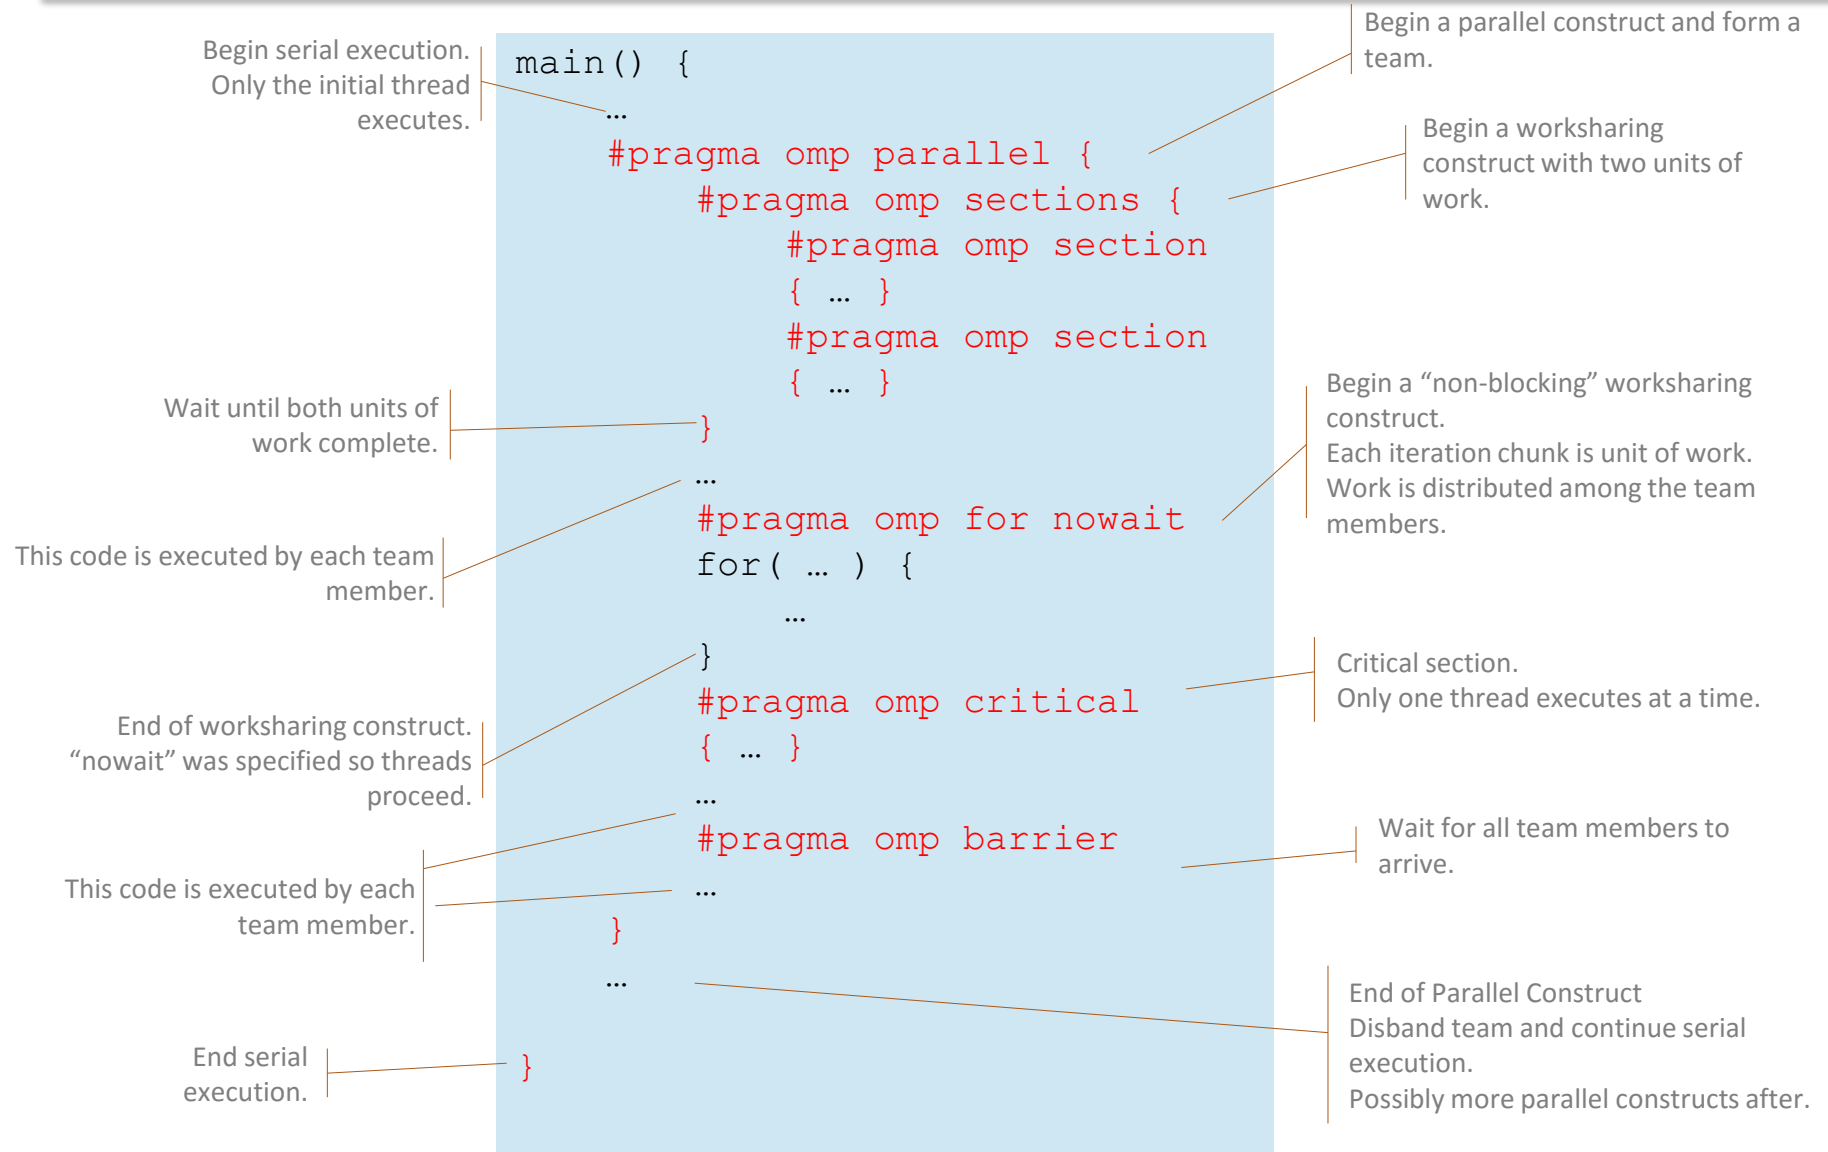 Begin a parallel construct and form a
team.
Begin serial execution.
Only the initial thread
executes.
main() {
…
#pragma omp parallel {
Begin a worksharing
construct with two units of
work.
#pragma omp sections {
#pragma omp section
{ … }
#pragma omp section
{ … }
Wait until both units of
work complete.
}
…
Begin a “non-blocking” worksharing
construct.
Each iteration chunk is unit of work.
Work is distributed among the team
members.
#pragma omp for nowait
This code is executed by each team
member.
for( … ) {
…
}
Critical section.
Only one thread executes at a time.
#pragma omp critical
{ … }
End of worksharing construct.
“nowait” was specified so threads
proceed.
…
#pragma omp barrier
Wait for all team members to
arrive.
…
This code is executed by each
team member.
}
…
End of Parallel Construct
Disband team and continue serial
execution.
Possibly more parallel constructs after.
End serial
execution.
}